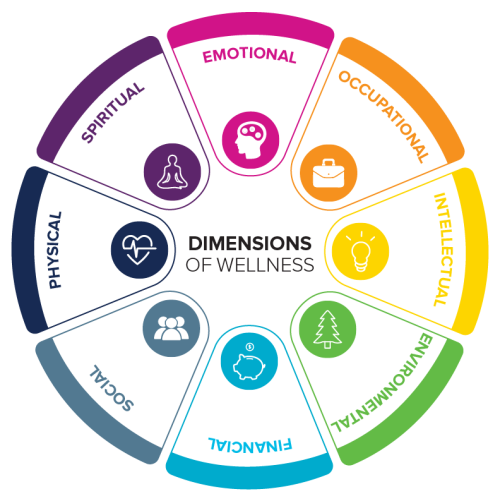 DIMENSIONS
OF WELLNESS
EMOTIONAL
OCCUPATIONAL
INTELLECTUAL
ENVIRONMENTAL
FINANCIAL
SOCIAL
PHYSICAL
SPIRITUAL
$